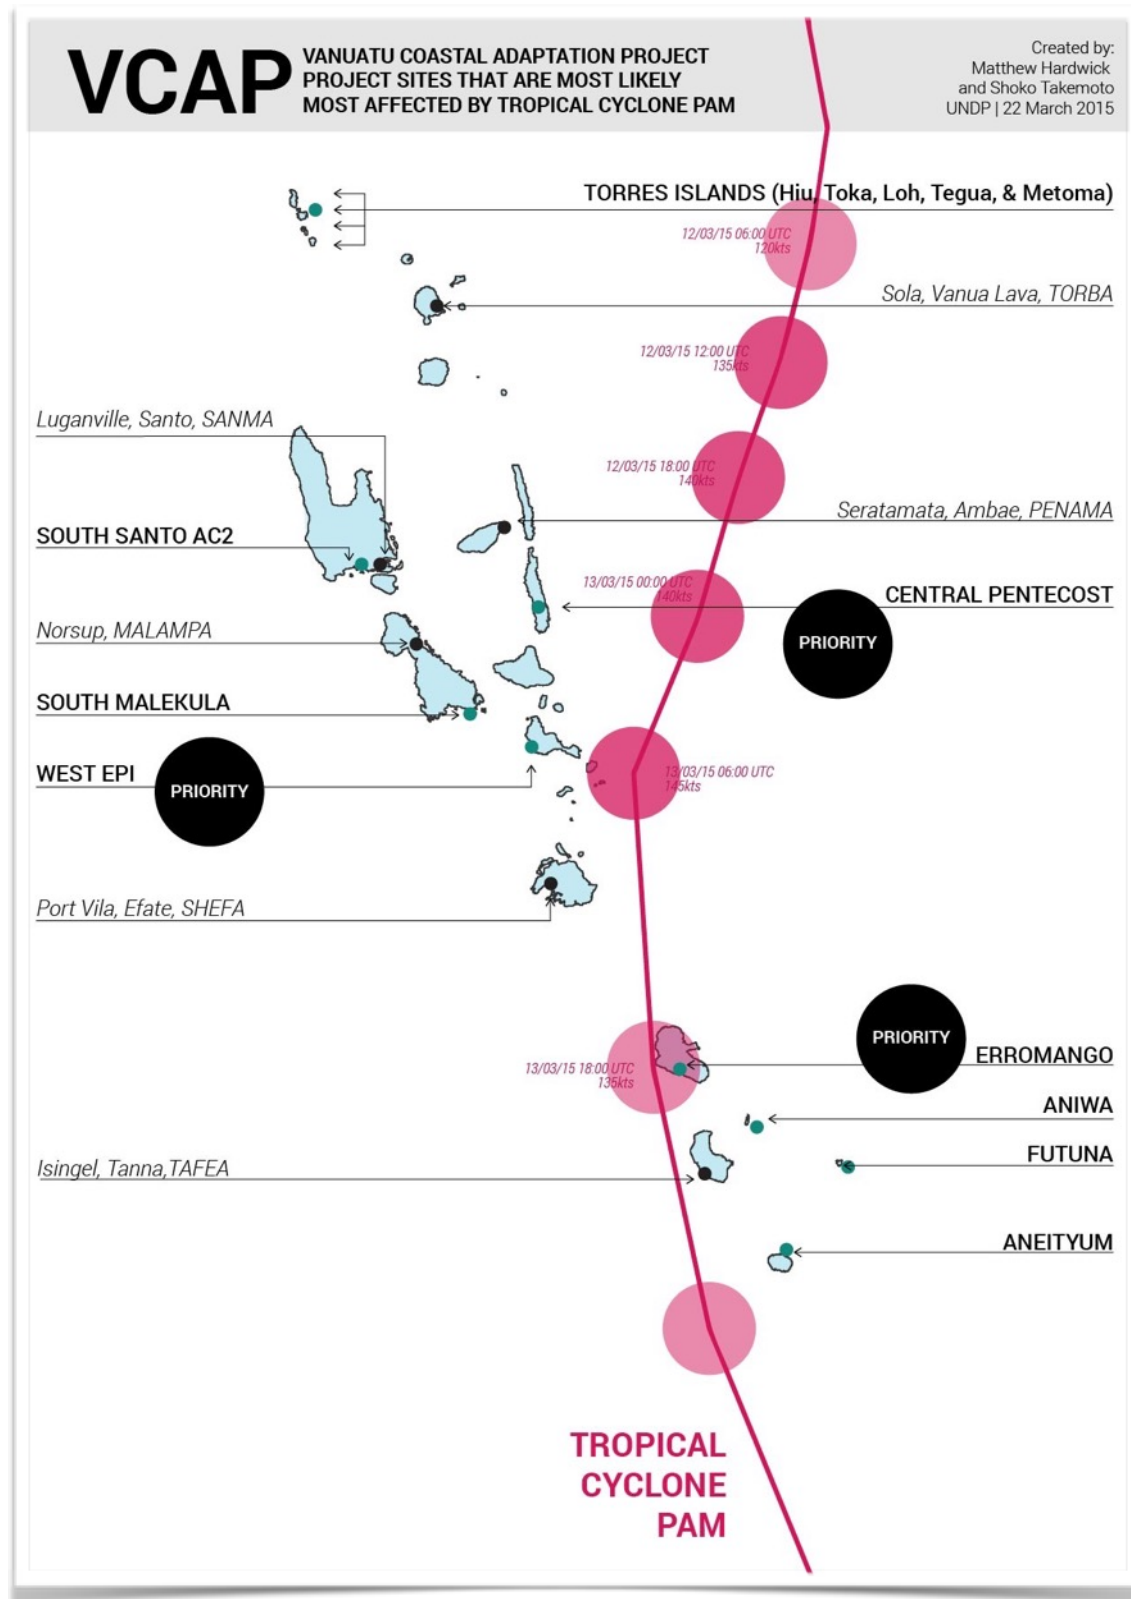 VCAP
VANUATU COASTAL ADAPTATION PROJECT
PROJECT SITES THAT ARE MOST LIKELY
MOST AFFECTED BY TROPICAL CYCLONE PAM
Created by:
Matthew Hardwick
and Shoko Takemoto
UNDP | 22 March 2015
TORRES ISLANDS (Hiu, Toka, Loh, Tegua, & Metoma)
12/03/15 06:00 UTC
120kts
Sola, Vanua Lava, TORBA
12/03/15 12:00 UTC
135kts
Luganville, Santo, SANMA
12/03/15 18:00 UTC
140kts
Seratamata, Ambae, PENAMA
SOUTH SANTO AC2
13/03/15 00:00 UTC
140kts
CENTRAL PENTECOST
PRIORITY
Norsup, MALAMPA
SOUTH MALEKULA
WEST EPI
PRIORITY
13/03/15 06:00 UTC
145kts
Port Vila, Efate, SHEFA
PRIORITY
ERROMANGO
13/03/15 18:00 UTC
135kts
ANIWA
FUTUNA
Isingel, Tanna,TAFEA
ANEITYUM
TROPICAL
CYCLONE
PAM